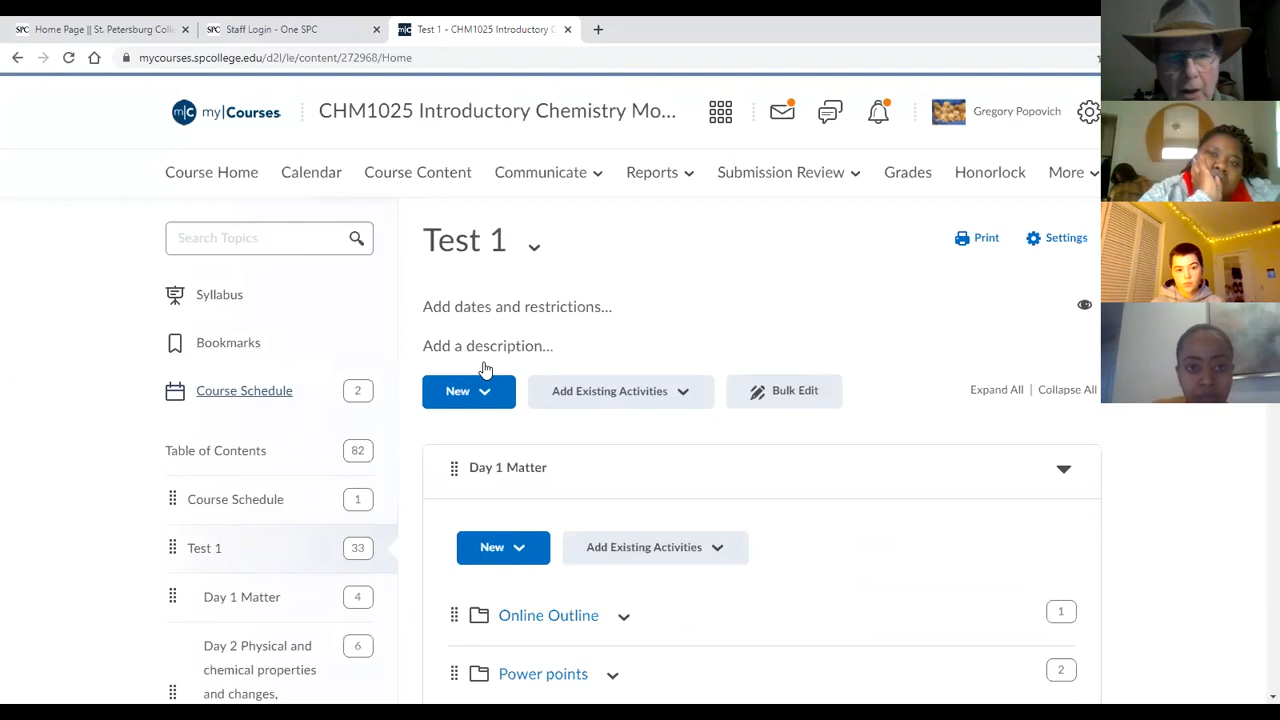 Home Page || St. Petersburg Coll
Staff Login - One SPC
Test 1 - CHM1025 Introductory C
mycourses.spcollege.edu/d2l/le/content/272968/Home
myCourses
CHM1025 Introductory Chemistry Mo...
Gregory Popovich
Course Home
Calendar
Course Content
Communicate
Reports
Submission Review
Grades
Honorlock
More
Search Topics
Syllabus
Bookmarks
Course Schedule 2
Table of Contents 82
Course Schedule 1
Test 1 33
Day 1 Matter 4
Day 2 Physical and 6
chemical properties
and changes,
Test 1
Print
Settings
Add dates and restrictions...
Add a description...
New
Add Existing Activities
Bulk Edit
Expand All | Collapse All
Day 1 Matter
New
Add Existing Activities
Online Outline 1
Power points 2